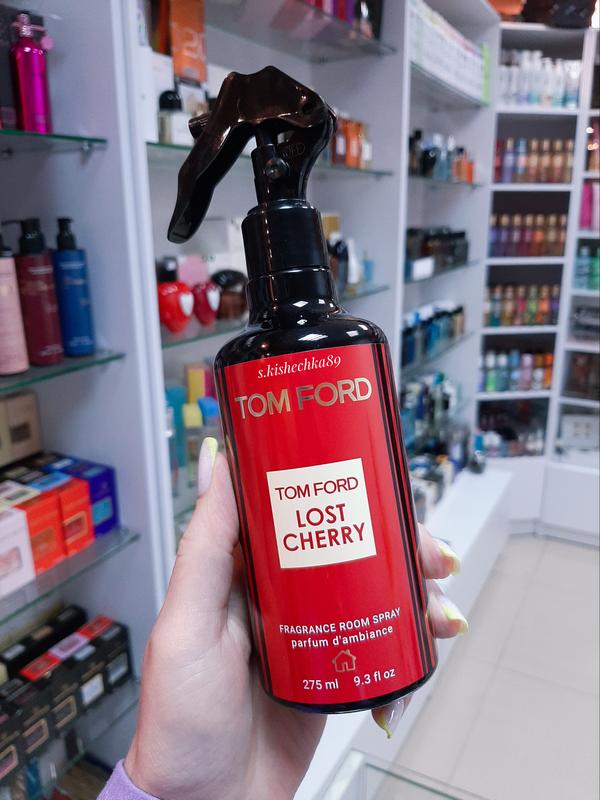 s.kishechka89
TOM FORD
TOM FORD
LOST
CHERRY
FRAGRANCE ROOM SPRAY
parfum d'ambiance
275 ml 9.3 fl oz